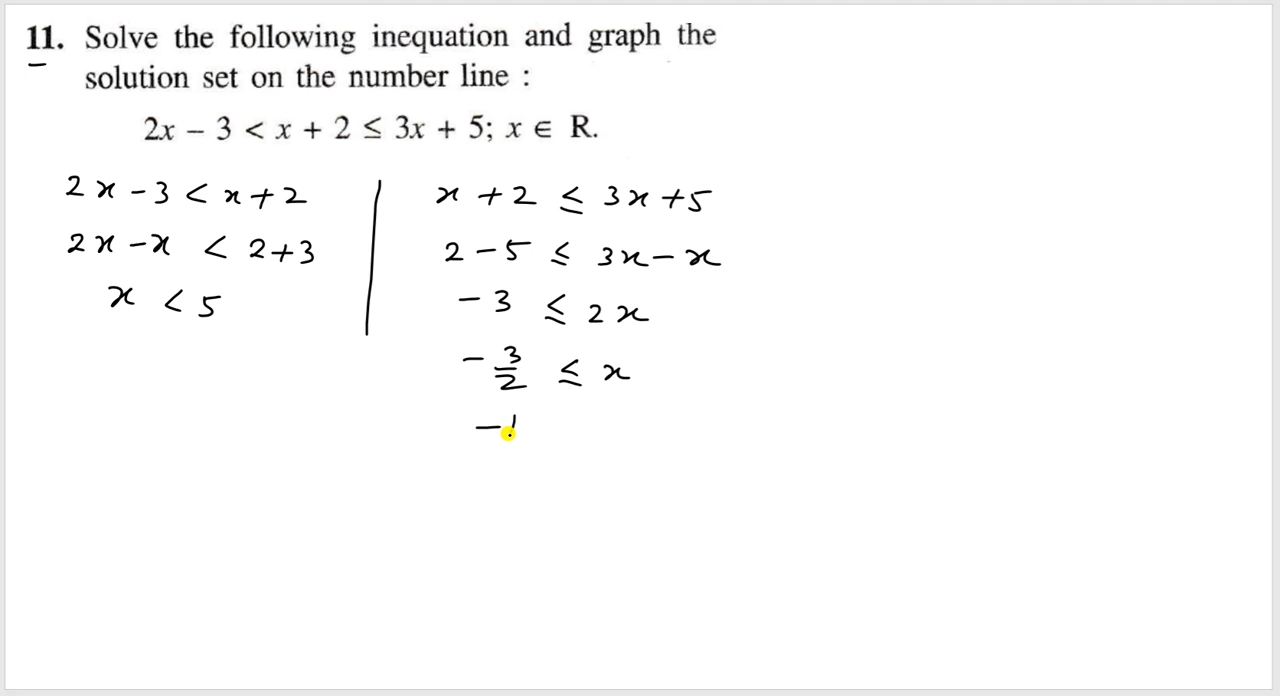 11. Solve the following inequation and graph the
solution set on the number line :
2x – 3 < x + 2 ≤ 3x + 5; x ∈ R.
2x - 3 < x + 2
2x - x < 2 + 3
x < 5
x + 2 ≤ 3x + 5
2 - 5 ≤ 3x - x
- 3 ≤ 2x
- 3/2 ≤ x
- 1